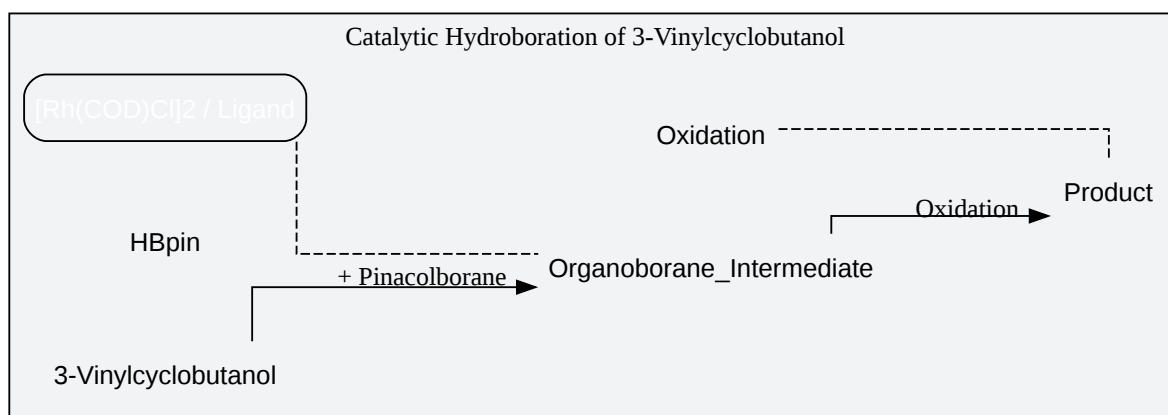 Catalytic Hydroboration of 3-Vinylcyclobutanol
[Rh(COD)Cl]2 / Ligand
Oxidation
Product
Oxidation
HBpin
Organoborane_Intermediate
+ Pinacolborane
3-Vinylcyclobutanol